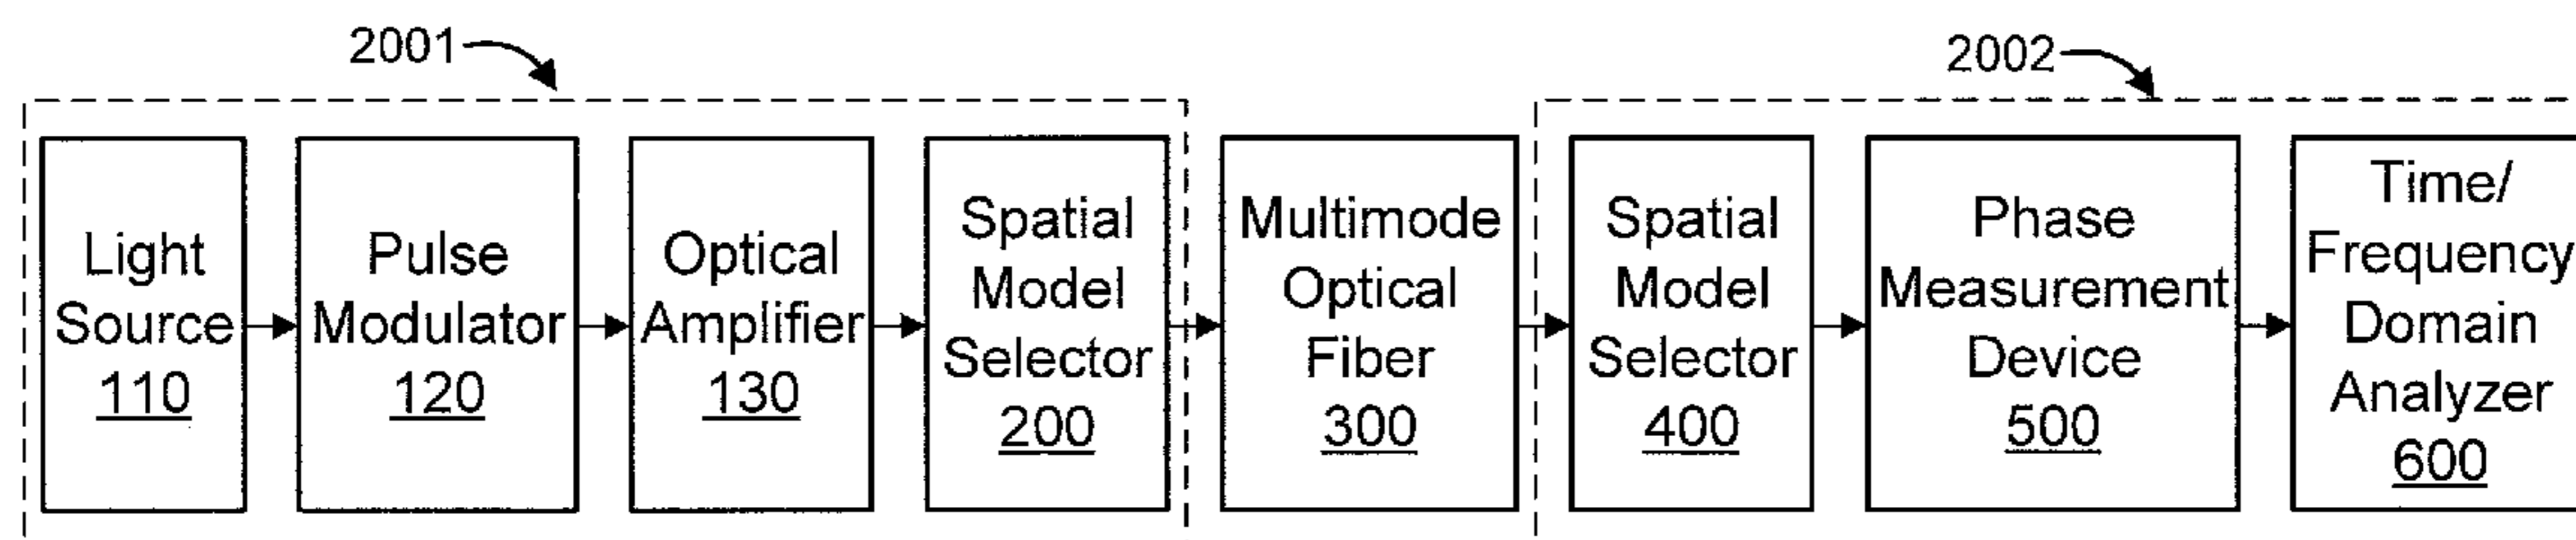 2001
2002
Light
Source
110
Pulse
Modulator
120
Optical
Amplifier
130
Spatial
Model
Selector
200
Multimode
Optical
Fiber
300
Spatial
Model
Selector
400
Phase
Measurement
Device
500
Time/
Frequency
Domain
Analyzer
600